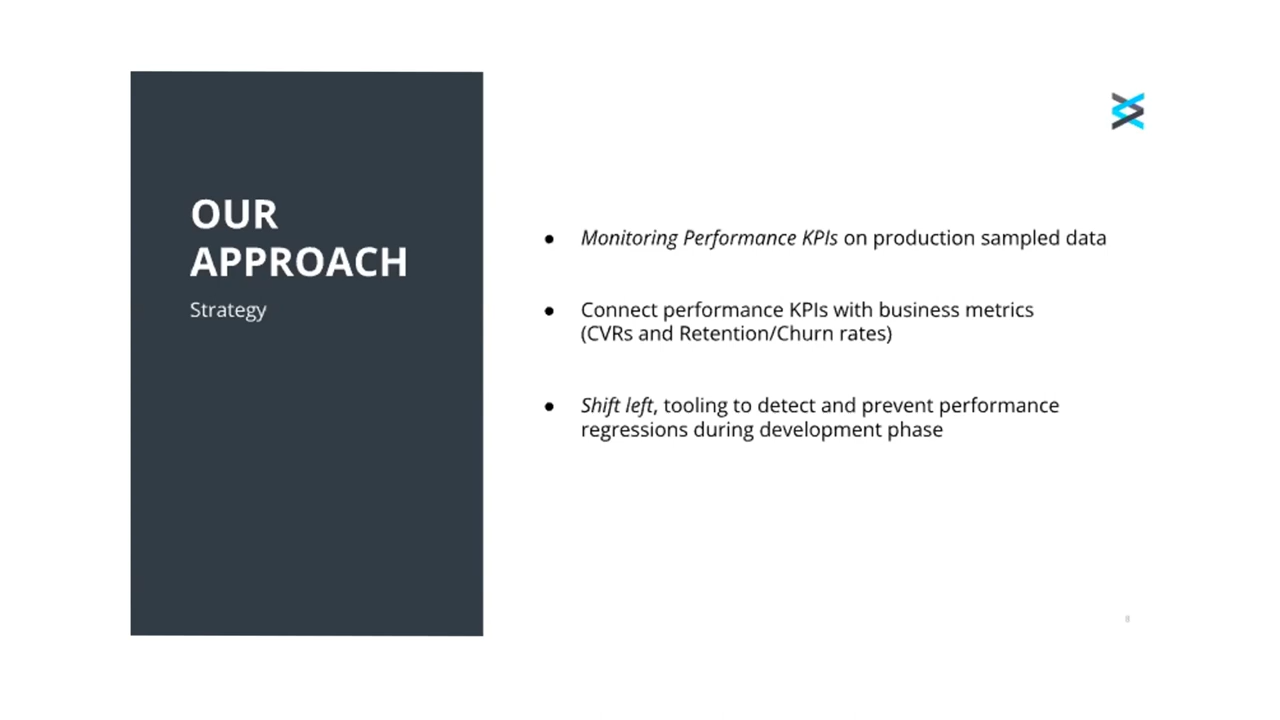 OUR
APPROACH
Strategy
● Monitoring Performance KPIs on production sampled data
● Connect performance KPIs with business metrics
(CVRs and Retention/Churn rates)
● Shift left, tooling to detect and prevent performance
regressions during development phase
8